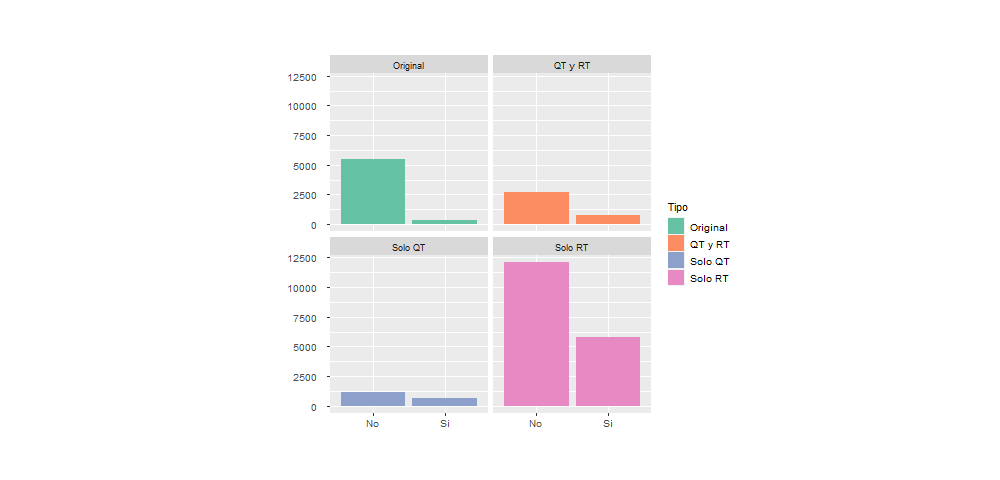 Original
QT y RT
12500
10000
7500
5000
2500
0
Solo QT
Solo RT
12500
10000
7500
5000
2500
0
No
Si
No
Si
Tipo
Original
QT y RT
Solo QT
Solo RT